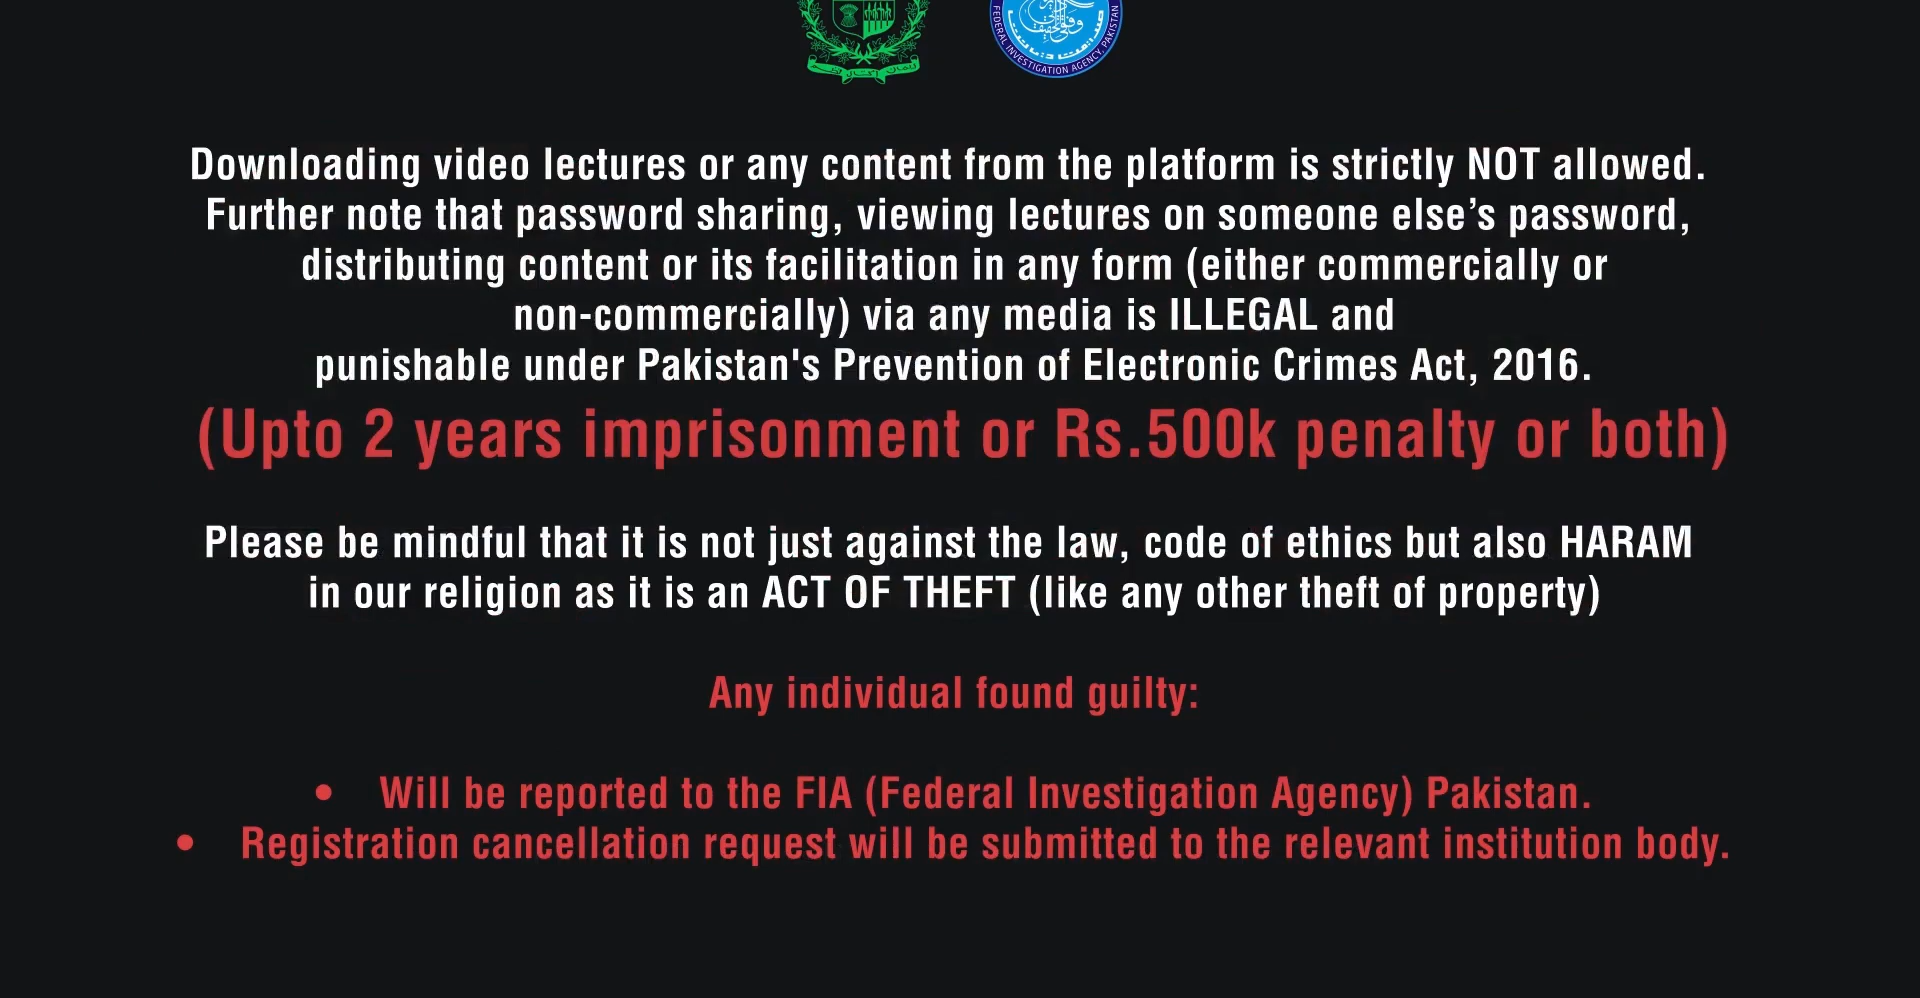 FEDERAL INVESTIGATION AGENCY, PAKISTAN
Downloading video lectures or any content from the platform is strictly NOT allowed.
Further note that password sharing, viewing lectures on someone else’s password,
distributing content or its facilitation in any form (either commercially or
non-commercially) via any media is ILLEGAL and
punishable under Pakistan's Prevention of Electronic Crimes Act, 2016.
(Upto 2 years imprisonment or Rs.500k penalty or both)
Please be mindful that it is not just against the law, code of ethics but also HARAM
in our religion as it is an ACT OF THEFT (like any other theft of property)
Any individual found guilty:
• Will be reported to the FIA (Federal Investigation Agency) Pakistan.
• Registration cancellation request will be submitted to the relevant institution body.